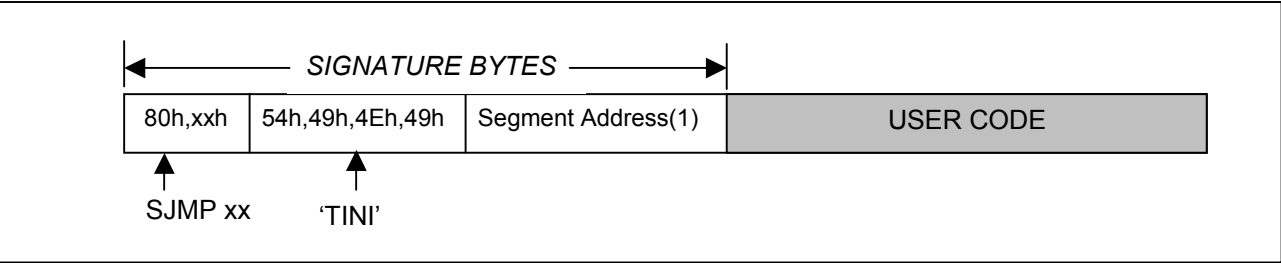 SIGNATURE BYTES
80h,xxh 54h,49h,4Eh,49h Segment Address(1) USER CODE
SJMP xx ‘TINI’